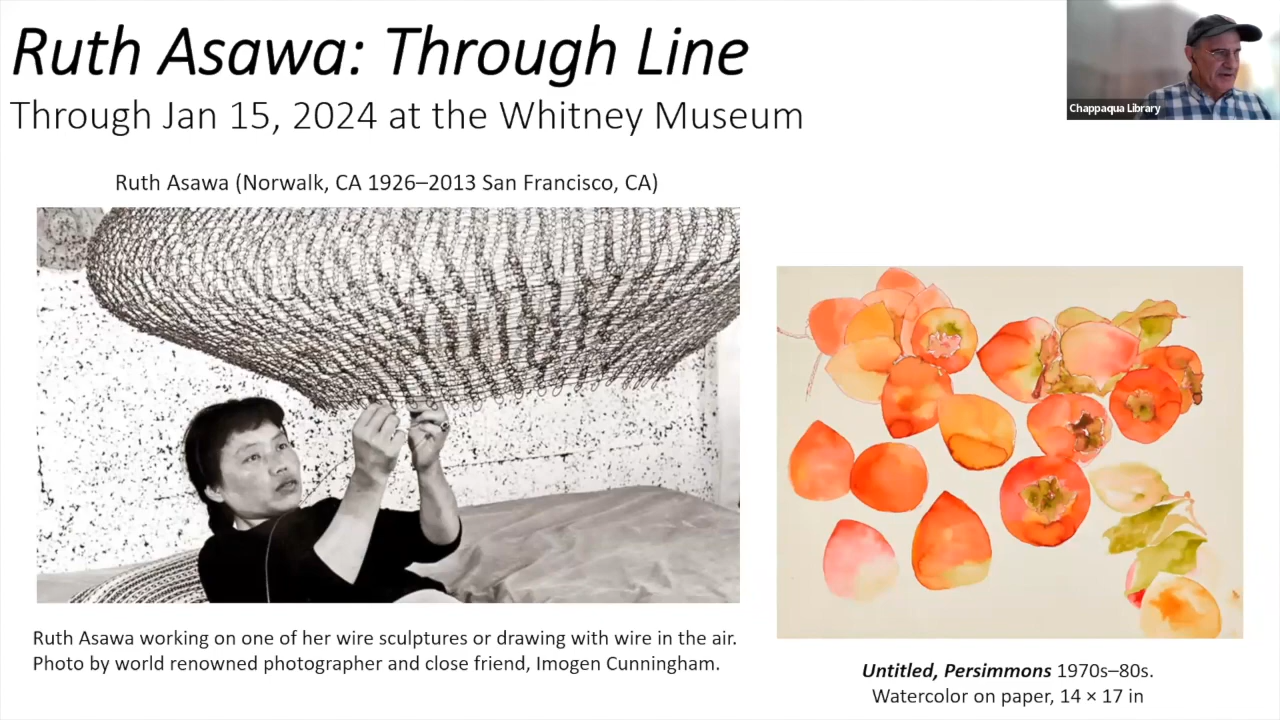 Ruth Asawa: Through Line
Through Jan 15, 2024 at the Whitney Museum
Chappaqua Library
Ruth Asawa (Norwalk, CA 1926–2013 San Francisco, CA)
Ruth Asawa working on one of her wire sculptures or drawing with wire in the air.
Photo by world renowned photographer and close friend, Imogen Cunningham.
Untitled, Persimmons 1970s–80s.
Watercolor on paper, 14 × 17 in